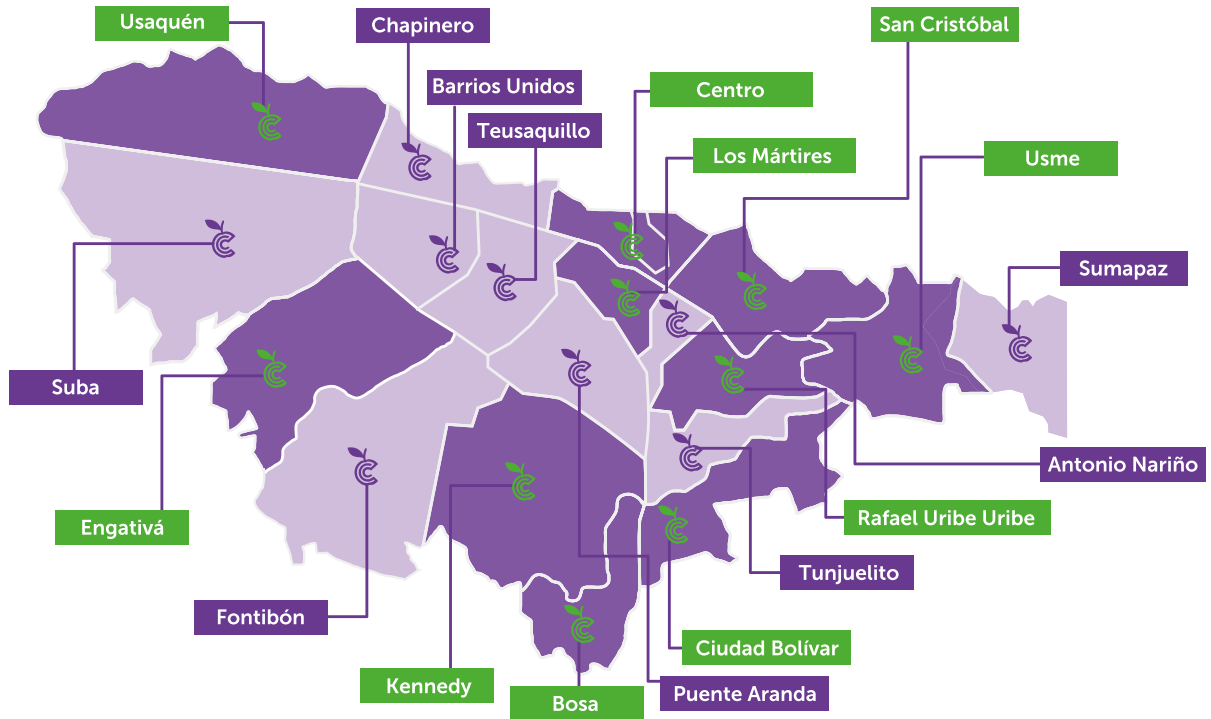 Usaquén
Chapinero
San Cristóbal
Barrios Unidos
Centro
Teusaquillo
Los Mártires
Usme
Sumapaz
Suba
Antonio Nariño
Engativá
Rafael Uribe Uribe
Tunjuelito
Fontibón
Ciudad Bolívar
Kennedy
Puente Aranda
Bosa